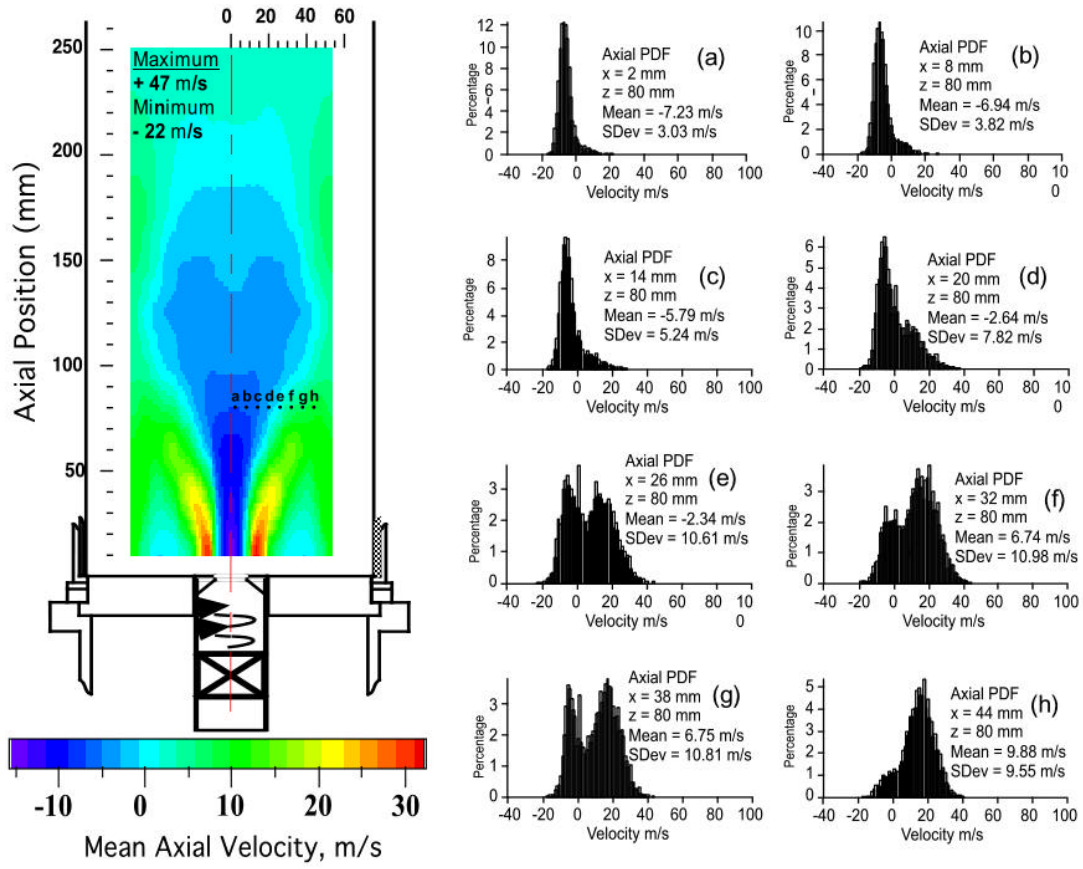 0 20 40 60
250
200
150
100
50
Axial Position (mm)
Maximum
+ 47 m/s
Minimum
- 22 m/s
a b c d e f g h
-10 0 10 20 30
Mean Axial Velocity, m/s
12
10
8
6
4
2
0
Percentage
Axial PDF
x = 2 mm
z = 80 mm
Mean = -7.23 m/s
SDev = 3.03 m/s
(a)
-40 -20 0 20 40 60 80 100
Velocity m/s
10
8
6
4
2
0
Percentage
Axial PDF
x = 8 mm
z = 80 mm
Mean = -6.94 m/s
SDev = 3.82 m/s
(b)
-40 -20 0 20 40 60 80 10
0
Velocity m/s
8
6
4
2
0
Percentage
Axial PDF
x = 14 mm
z = 80 mm
Mean = -5.79 m/s
SDev = 5.24 m/s
(c)
-40 -20 0 20 40 60 80 100
Velocity m/s
6
5
4
3
2
1
0
Percentage
Axial PDF
x = 20 mm
z = 80 mm
Mean = -2.64 m/s
SDev = 7.82 m/s
(d)
-40 -20 0 20 40 60 80 10
0
Velocity m/s
3
2
1
0
Percentage
Axial PDF
x = 26 mm
z = 80 mm
Mean = -2.34 m/s
SDev = 10.61 m/s
(e)
-40 -20 0 20 40 60 80 10
0
Velocity m/s
3
2
1
0
Percentage
Axial PDF
x = 32 mm
z = 80 mm
Mean = 6.74 m/s
SDev = 10.98 m/s
(f)
-40 -20 0 20 40 60 80 100
Velocity m/s
3
2
1
0
Percentage
Axial PDF
x = 38 mm
z = 80 mm
Mean = 6.75 m/s
SDev = 10.81 m/s
(g)
-40 -20 0 20 40 60 80 100
Velocity m/s
5
4
3
2
1
0
Percentage
Axial PDF
x = 44 mm
z = 80 mm
Mean = 9.88 m/s
SDev = 9.55 m/s
(h)
-40 -20 0 20 40 60 80 100
Velocity m/s